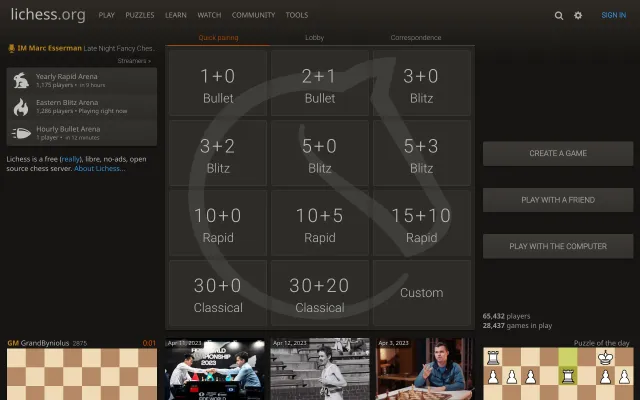 lichess.org PLAY PUZZLES LEARN WATCH COMMUNITY TOOLS SIGN IN
IM Marc Esserman Late Night Fancy Ches.
Streamers »
Yearly Rapid Arena
1,175 players • in 9 hours
Eastern Blitz Arena
1,286 players • Playing right now
Hourly Bullet Arena
1 player • in 12 minutes
Lichess is a free (really), libre, no-ads, open
source chess server. About Lichess...
Quick pairing Lobby Correspondence
1+0 2+1 3+0
Bullet Bullet Blitz
3+2 5+0 5+3
Blitz Blitz Blitz
10+0 10+5 15+10
Rapid Rapid Rapid
30+0 30+20 Custom
Classical Classical
CREATE A GAME
PLAY WITH A FRIEND
PLAY WITH THE COMPUTER
65,432 players
28,437 games in play
GM GrandByniolus 2875 0:01
Apr 12, 2023
Apr 3, 2023
Puzzle of the day
2023